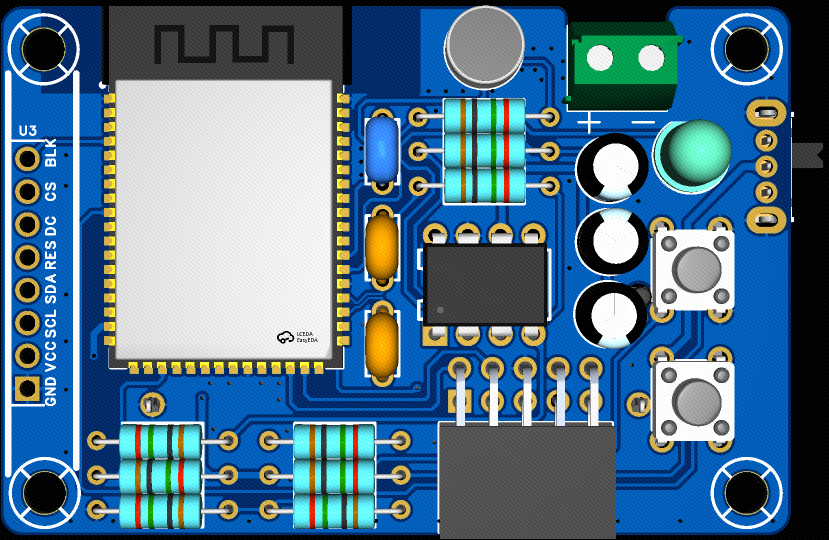 U3
BLK
CS
DC
RES
SDA
SCL
VCC
GND
LCEDA
EasyEDA
+ −